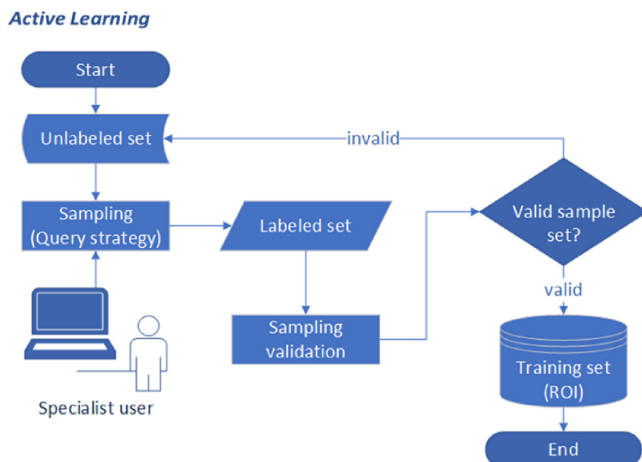 Active Learning
Start
Unlabeled set
invalid
Sampling
(Query strategy)
Labeled set
Valid sample
set?
valid
Sampling
validation
Training set
(ROI)
Specialist user
End